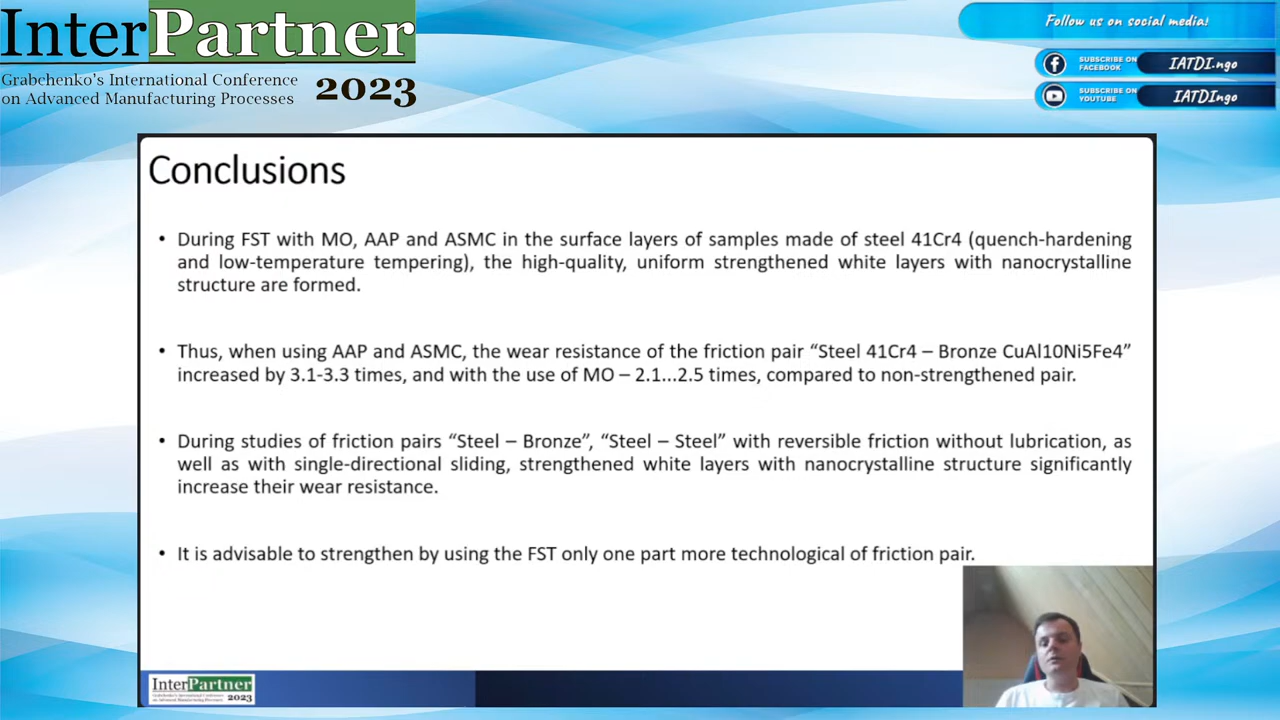 InterPartner
Grabchenko's International Conference
on Advanced Manufacturing Processes
2023
Follow us on social media!
SUBSCRIBE ON
FACEBOOK
IATDI.ngo
SUBSCRIBE ON
YOUTUBE
IATDIngo
Conclusions
• During FST with MO, AAP and ASMC in the surface layers of samples made of steel 41Cr4 (quench-hardening
and low-temperature tempering), the high-quality, uniform strengthened white layers with nanocrystalline
structure are formed.
• Thus, when using AAP and ASMC, the wear resistance of the friction pair “Steel 41Cr4 – Bronze CuAl10Ni5Fe4”
increased by 3.1-3.3 times, and with the use of MO – 2.1...2.5 times, compared to non-strengthened pair.
• During studies of friction pairs “Steel – Bronze”, “Steel – Steel” with reversible friction without lubrication, as
well as with single-directional sliding, strengthened white layers with nanocrystalline structure significantly
increase their wear resistance.
• It is advisable to strengthen by using the FST only one part more technological of friction pair.
InterPartner
Grabchenko's International Conference
on Advanced Manufacturing Processes
2023